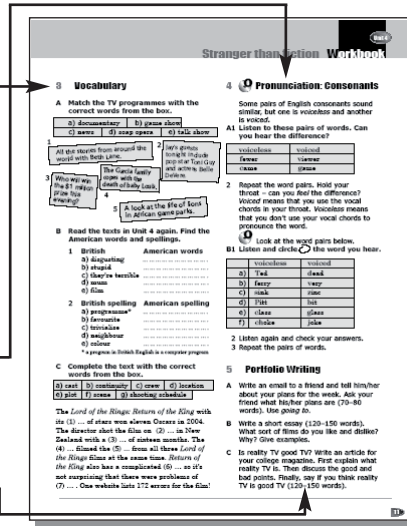 Unit 4
Stranger than fiction Workbook
3 Vocabulary
A Match the TV programmes with the
correct words from the box.
a) documentary b) game show
c) news d) soap opera e) talk show
1
All the stories from around the
world with Beth Lane.
2
Jay's guests
tonight include
pop star Toni Guy
and actress Belle
Devere.
3
Who will win
the $1 million
prize this
evening?
4
The Garcia family
copes with the
death of baby Luck.
5
A look at the life of lions
in African game parks.
B Read the texts in Unit 4 again. Find the
American words and spellings.
1 British American words
a) disgusting
b) stupid
c) they're terrible
d) mum
e) film
2 British spelling American spelling
a) programme*
b) favourite
c) trivialise
d) neighbour
e) colour
* a program in British English is a computer program
C Complete the text with the correct
words from the box.
a) cast b) continuity c) crew d) location
e) plot f) scene g) shooting schedule
The Lord of the Rings: Return of the King with
its (1) ... of stars won eleven Oscars in 2004.
The director shot the film on (2) ... in New
Zealand with a (3) ... of sixteen months. The
(4) ... filmed the (5) ... from all three Lord of
the Rings films at the same time. Return of
the King also has a complicated (6) ... so it's
not surprising that there were problems of
(7) ... . One website lists 172 errors for the film!
4 Pronunciation: Consonants
Some pairs of English consonants sound
similar, but one is voiceless and another
is voiced.
A1 Listen to these pairs of words. Can
you hear the difference?
voiceless voiced
fewer viewer
came game
2 Repeat the word pairs. Hold your
throat – can you feel the difference?
Voiced means that you use the vocal
chords in your throat. Voiceless means
that you don't use your vocal chords to
pronounce the word.
Look at the word pairs below.
B1 Listen and circle the word you hear.
voiceless voiced
a) Ted dead
b) ferry very
c) sink zinc
d) Pitt bit
e) class glass
f) choke joke
2 Listen again and check your answers.
3 Repeat the pairs of words.
5 Portfolio Writing
A Write an email to a friend and tell him/her
about your plans for the week. Ask your
friend what his/her plans are (70–80
words). Use going to.
B Write a short essay (120–150 words).
What sort of films do you like and dislike?
Why? Give examples.
C Is reality TV good TV? Write an article for
your college magazine. First explain what
reality TV is. Then discuss the good and
bad points. Finally, say if you think reality
TV is good TV (120–150 words).
31